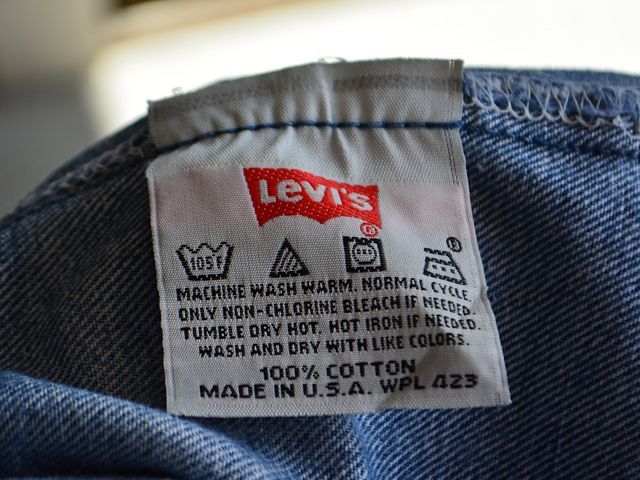 Levi's
®
105F
®
MACHINE WASH WARM. NORMAL CYCLE.
ONLY NON-CHLORINE BLEACH IF NEEDED.
TUMBLE DRY HOT. HOT IRON IF NEEDED.
WASH AND DRY WITH LIKE COLORS.
100% COTTON
MADE IN U.S.A. WPL 423